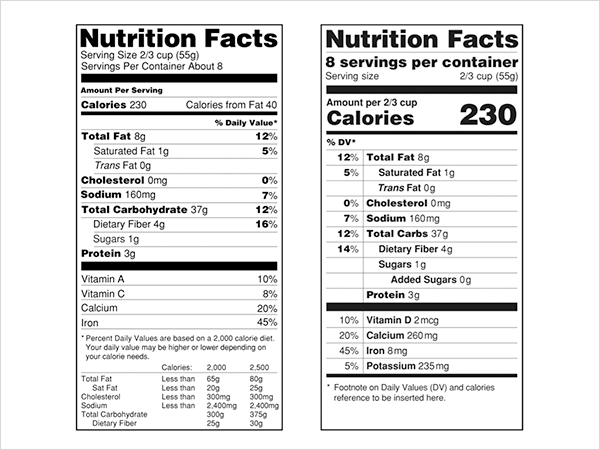 Nutrition Facts
Serving Size 2/3 cup (55g)
Servings Per Container About 8
Amount Per Serving
Calories 230 Calories from Fat 40
% Daily Value*
Total Fat 8g 12%
Saturated Fat 1g 5%
Trans Fat 0g
Cholesterol 0mg 0%
Sodium 160mg 7%
Total Carbohydrate 37g 12%
Dietary Fiber 4g 16%
Sugars 1g
Protein 3g
Vitamin A 10%
Vitamin C 8%
Calcium 20%
Iron 45%
* Percent Daily Values are based on a 2,000 calorie diet.
Your daily value may be higher or lower depending on
your calorie needs.
Calories: 2,000 2,500
Total Fat Less than 65g 80g
Sat Fat Less than 20g 25g
Cholesterol Less than 300mg 300mg
Sodium Less than 2,400mg 2,400mg
Total Carbohydrate 300g 375g
Dietary Fiber 25g 30g
Nutrition Facts
8 servings per container
Serving size 2/3 cup (55g)
Amount per 2/3 cup
Calories 230
% DV*
12% Total Fat 8g
5% Saturated Fat 1g
Trans Fat 0g
0% Cholesterol 0mg
7% Sodium 160mg
12% Total Carbs 37g
14% Dietary Fiber 4g
Sugars 1g
Added Sugars 0g
Protein 3g
10% Vitamin D 2mcg
20% Calcium 260mg
45% Iron 8mg
5% Potassium 235mg
* Footnote on Daily Values (DV) and calories
reference to be inserted here.